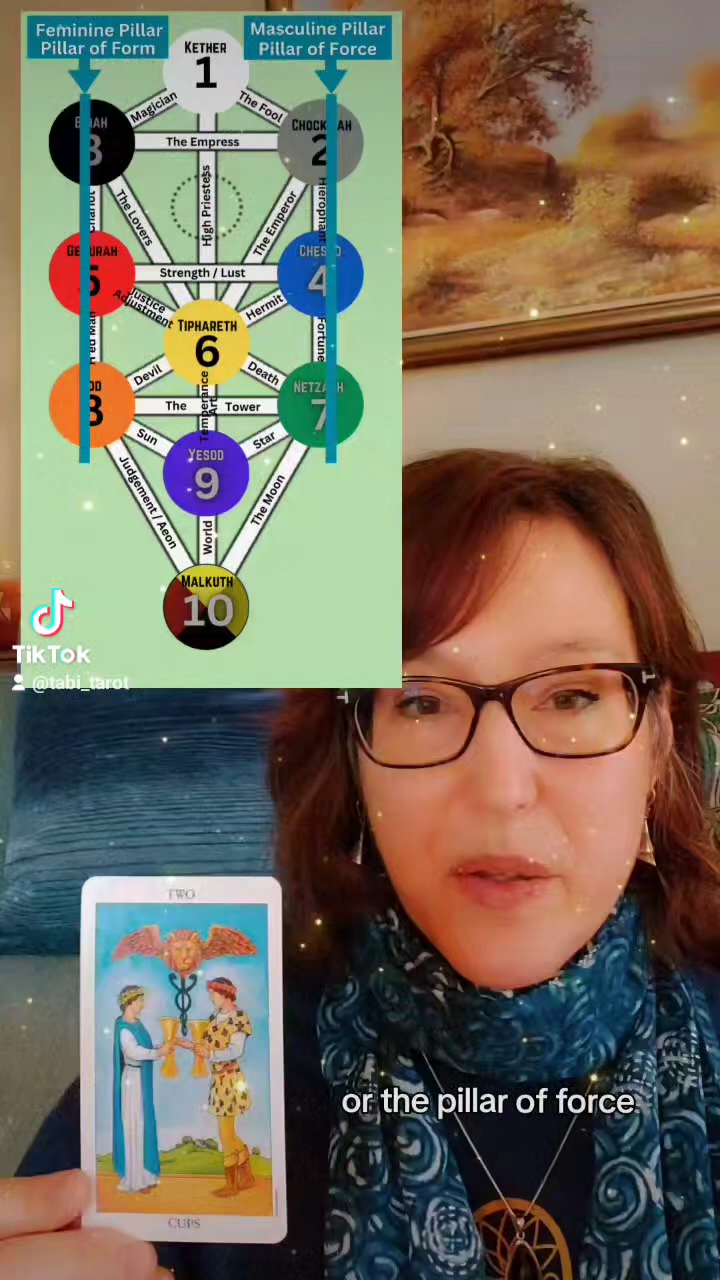 Feminine Pillar
Pillar of Form
Masculine Pillar
Pillar of Force
KETHER
1
Magician
The Fool
3
The Empress
2
The Lovers
High Priestess
The Emperor
5
Strength / Lust
4
Justice
Adjustment
Hermit
TIPHARETH
6
Devil
Death
8
The Tower
Temperance
Art
7
Sun
Star
YESOD
9
Judgement / Aeon
World
The Moon
MALKUTH
10
TikTok
@tabi_tarot
TWO
CUPS
or the pillar of force